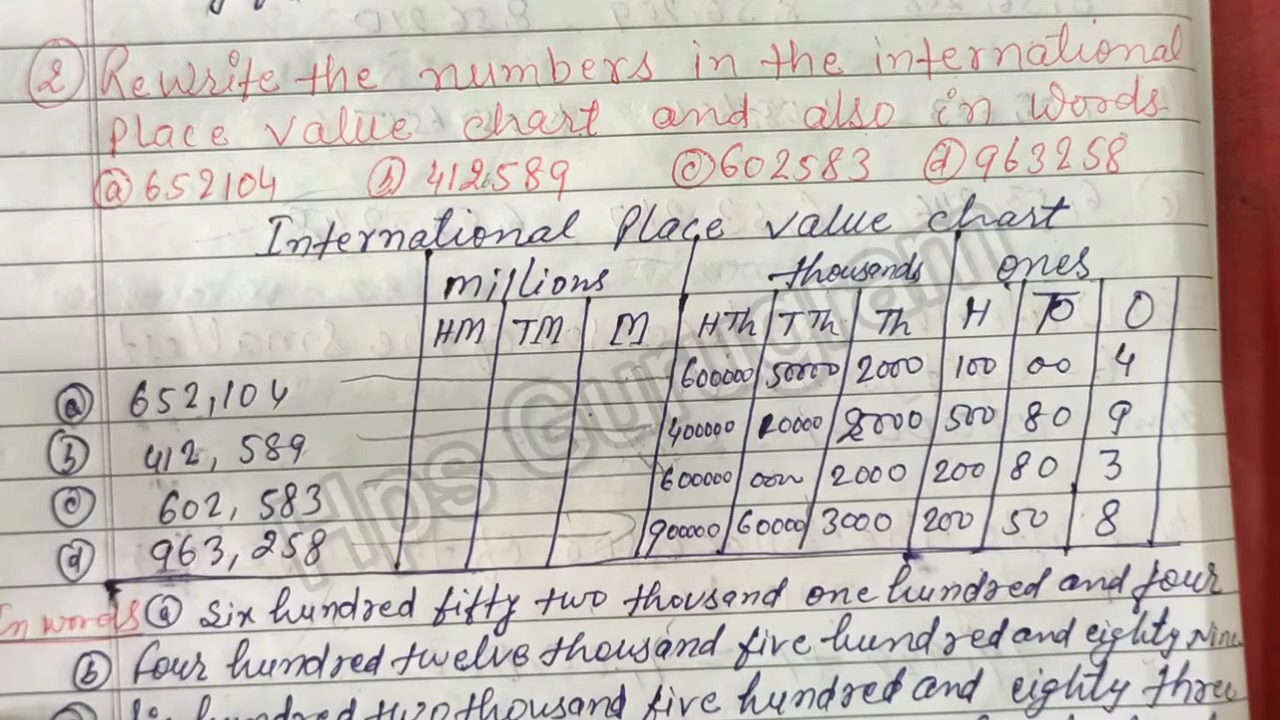 ② Rewrite the numbers in the international
place value chart and also in words
ⓐ 652104 ⓑ 412589 ⓒ 602583 ⓓ 963258
International Place value chart
millions thousands ones
HM TM M HTh TTh Th H TO O
ⓐ 652,104 600000 50000 2000 100 00 4
ⓑ 412,589 400000 10000 2000 500 80 9
ⓒ 602,583 600000 000 2000 200 80 3
ⓓ 963,258 900000 60000 3000 200 50 8
In words ⓐ Six hundred fifty two thousand one hundred and four
ⓑ four hundred twelve thousand five hundred and eighty Nine
hundred two thousand five hundred and eighty three
Hps Gurugram